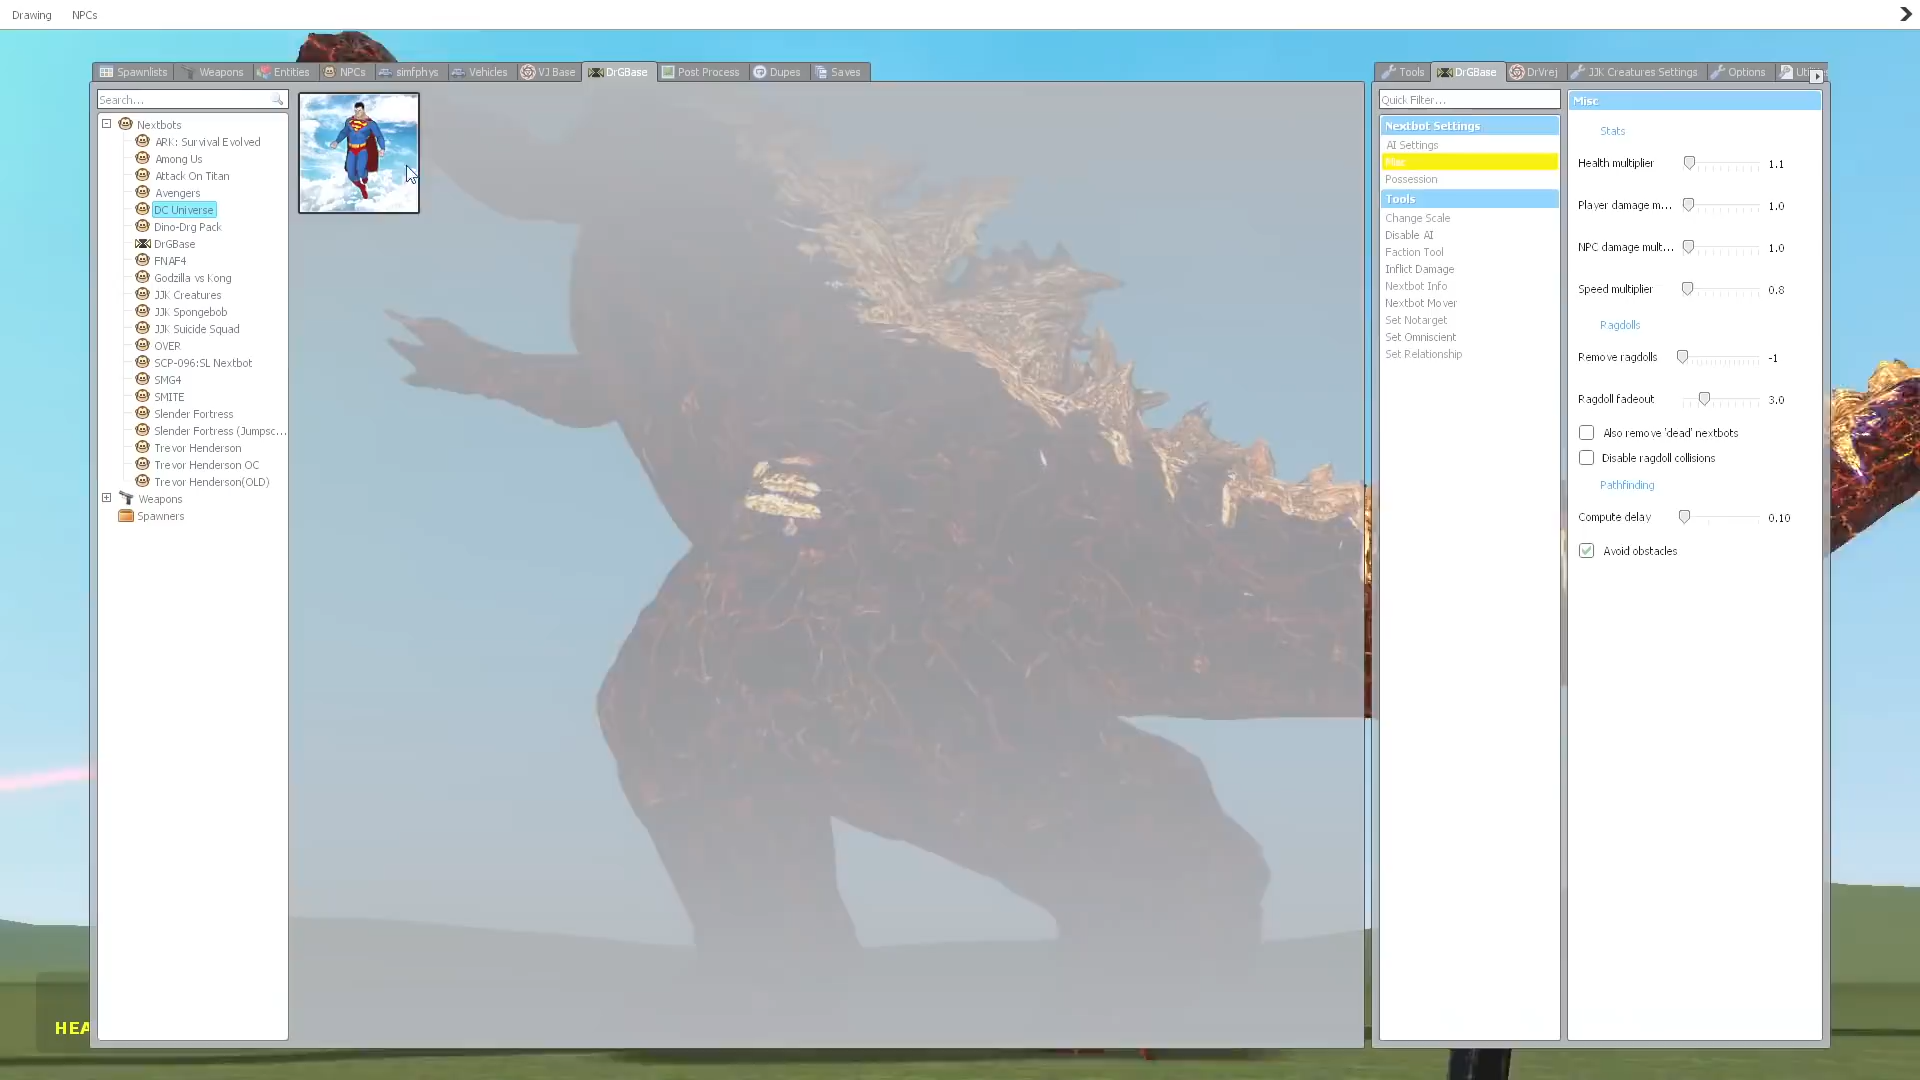 Drawing NPCs
Spawnlists Weapons Entities NPCs simfphys Vehicles VJ Base DrGBase Post Process Dupes Saves
Search...
Nextbots
ARK: Survival Evolved
Among Us
Attack On Titan
Avengers
DC Universe
Dino-Drg Pack
DrGBase
FNAF4
Godzilla vs Kong
JJK Creatures
JJK Spongebob
JJK Suicide Squad
OVER
SCP-096:SL Nextbot
SMG4
SMITE
Slender Fortress
Slender Fortress (Jumpsc...
Trevor Henderson
Trevor Henderson OC
Trevor Henderson(OLD)
Weapons
Spawners
HEA
Tools DrGBase DrVrej JJK Creatures Settings Options
Quick Filter...
Nextbot Settings
AI Settings
Misc
Possession
Tools
Change Scale
Disable AI
Faction Tool
Inflict Damage
Nextbot Info
Nextbot Mover
Set Notarget
Set Omniscient
Set Relationship
Misc
Stats
Health multiplier 1.1
Player damage m... 1.0
NPC damage mult... 1.0
Speed multiplier 0.8
Ragdolls
Remove ragdolls -1
Ragdoll fadeout 3.0
Also remove 'dead' nextbots
Disable ragdoll collisions
Pathfinding
Compute delay 0.10
Avoid obstacles